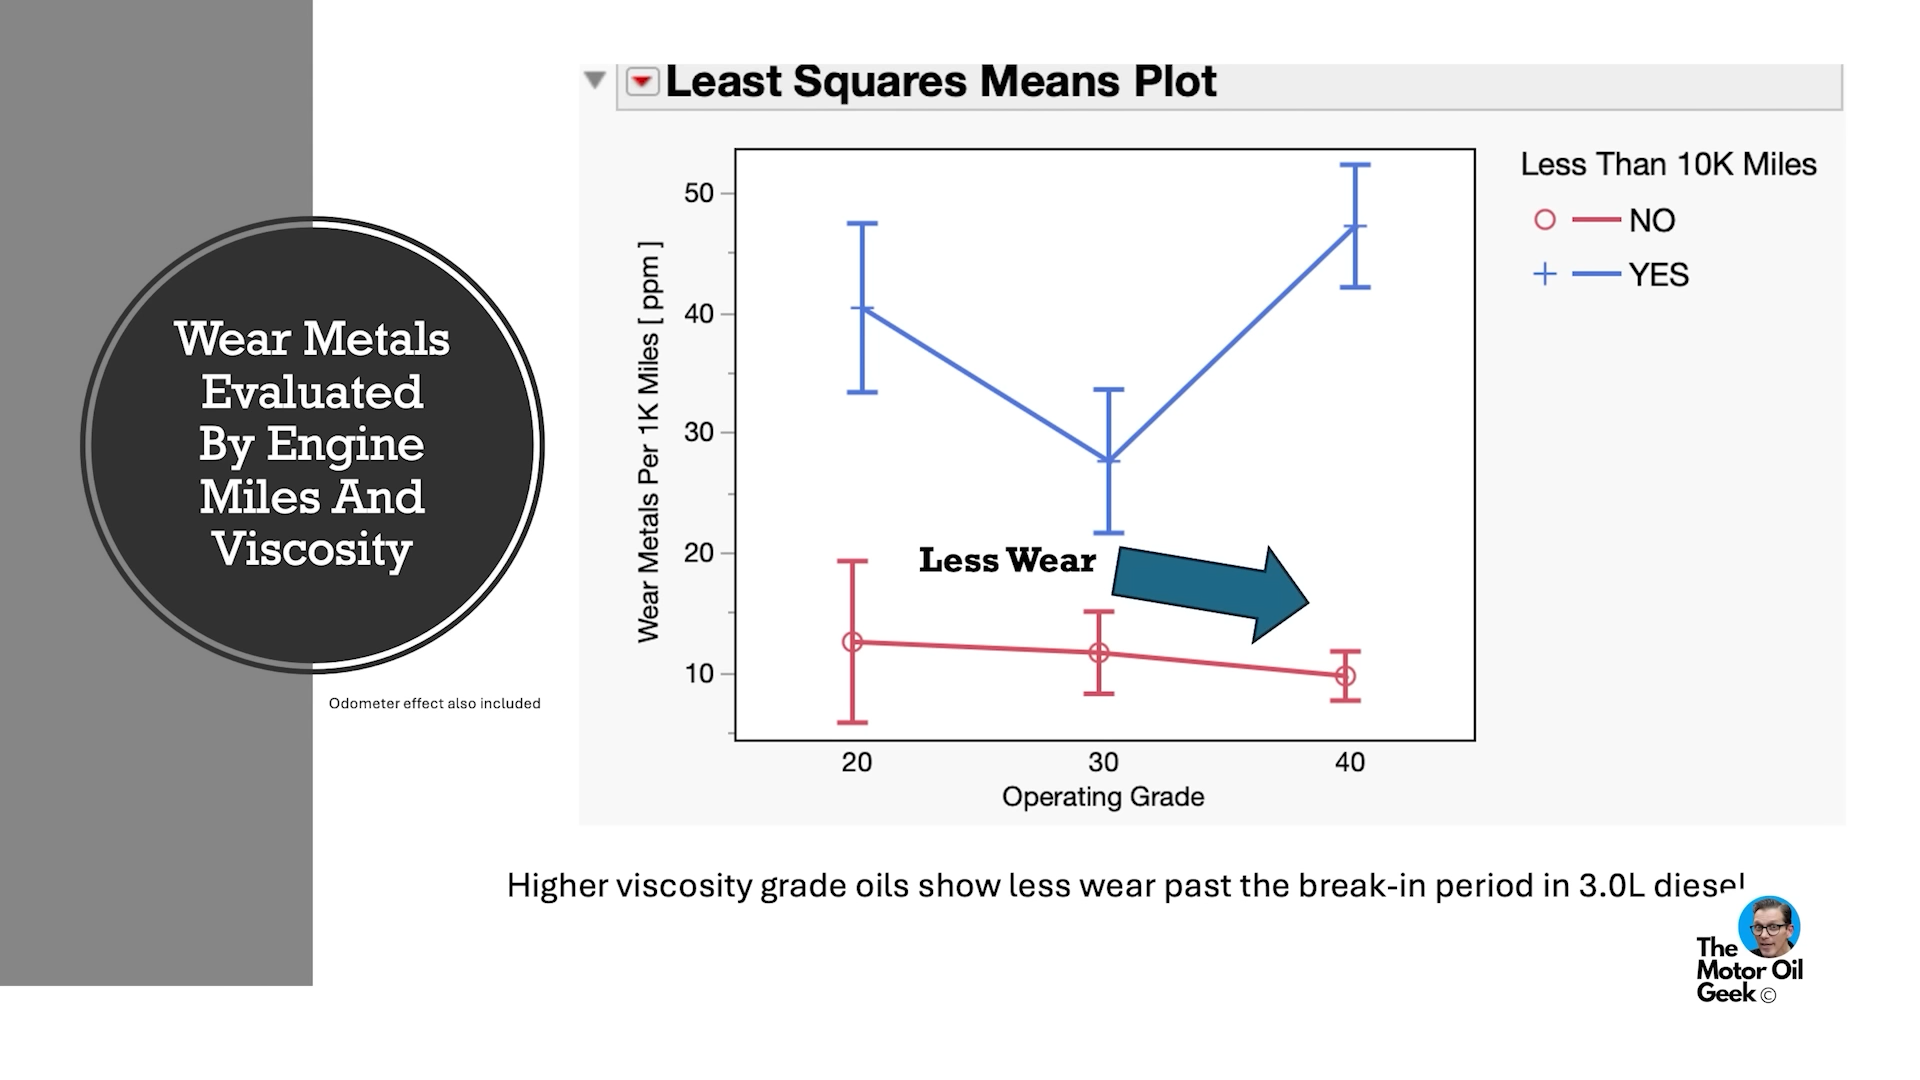 Least Squares Means Plot
Wear Metals
Evaluated
By Engine
Miles And
Viscosity
Odometer effect also included
Wear Metals Per 1K Miles [ ppm ]
50
40
30
20
10
Less Wear
20 30 40
Operating Grade
Less Than 10K Miles
NO
YES
Higher viscosity grade oils show less wear past the break-in period in 3.0L diesel
The
Motor Oil
Geek ©